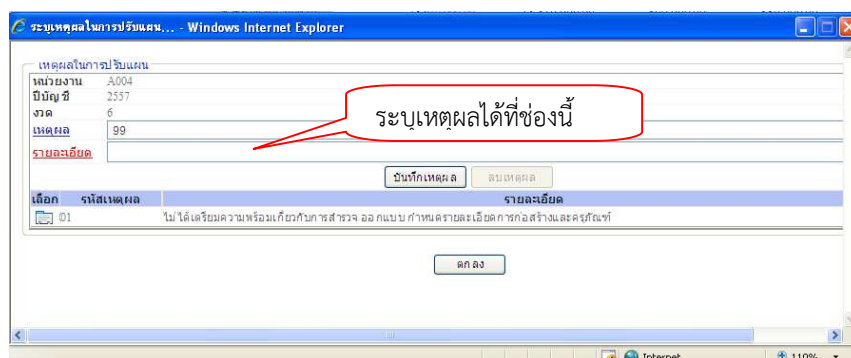 ระบุเหตุผลในการปรับแผน... - Windows Internet Explorer
เหตุผลในการปรับแผน
หน่วยงาน A004
ปีบัญชี 2557
งวด 6
เหตุผล 99
ระบุเหตุผลได้ที่ช่องนี้
รายละเอียด
บันทึกเหตุผล ลบเหตุผล
เลือก รหัสเหตุผล รายละเอียด
01 ไม่ได้เตรียมความพร้อมเกี่ยวกับการสำรวจ ออกแบบ กำหนดรายละเอียดการก่อสร้างและครุภัณฑ์
ตกลง
Internet 110%